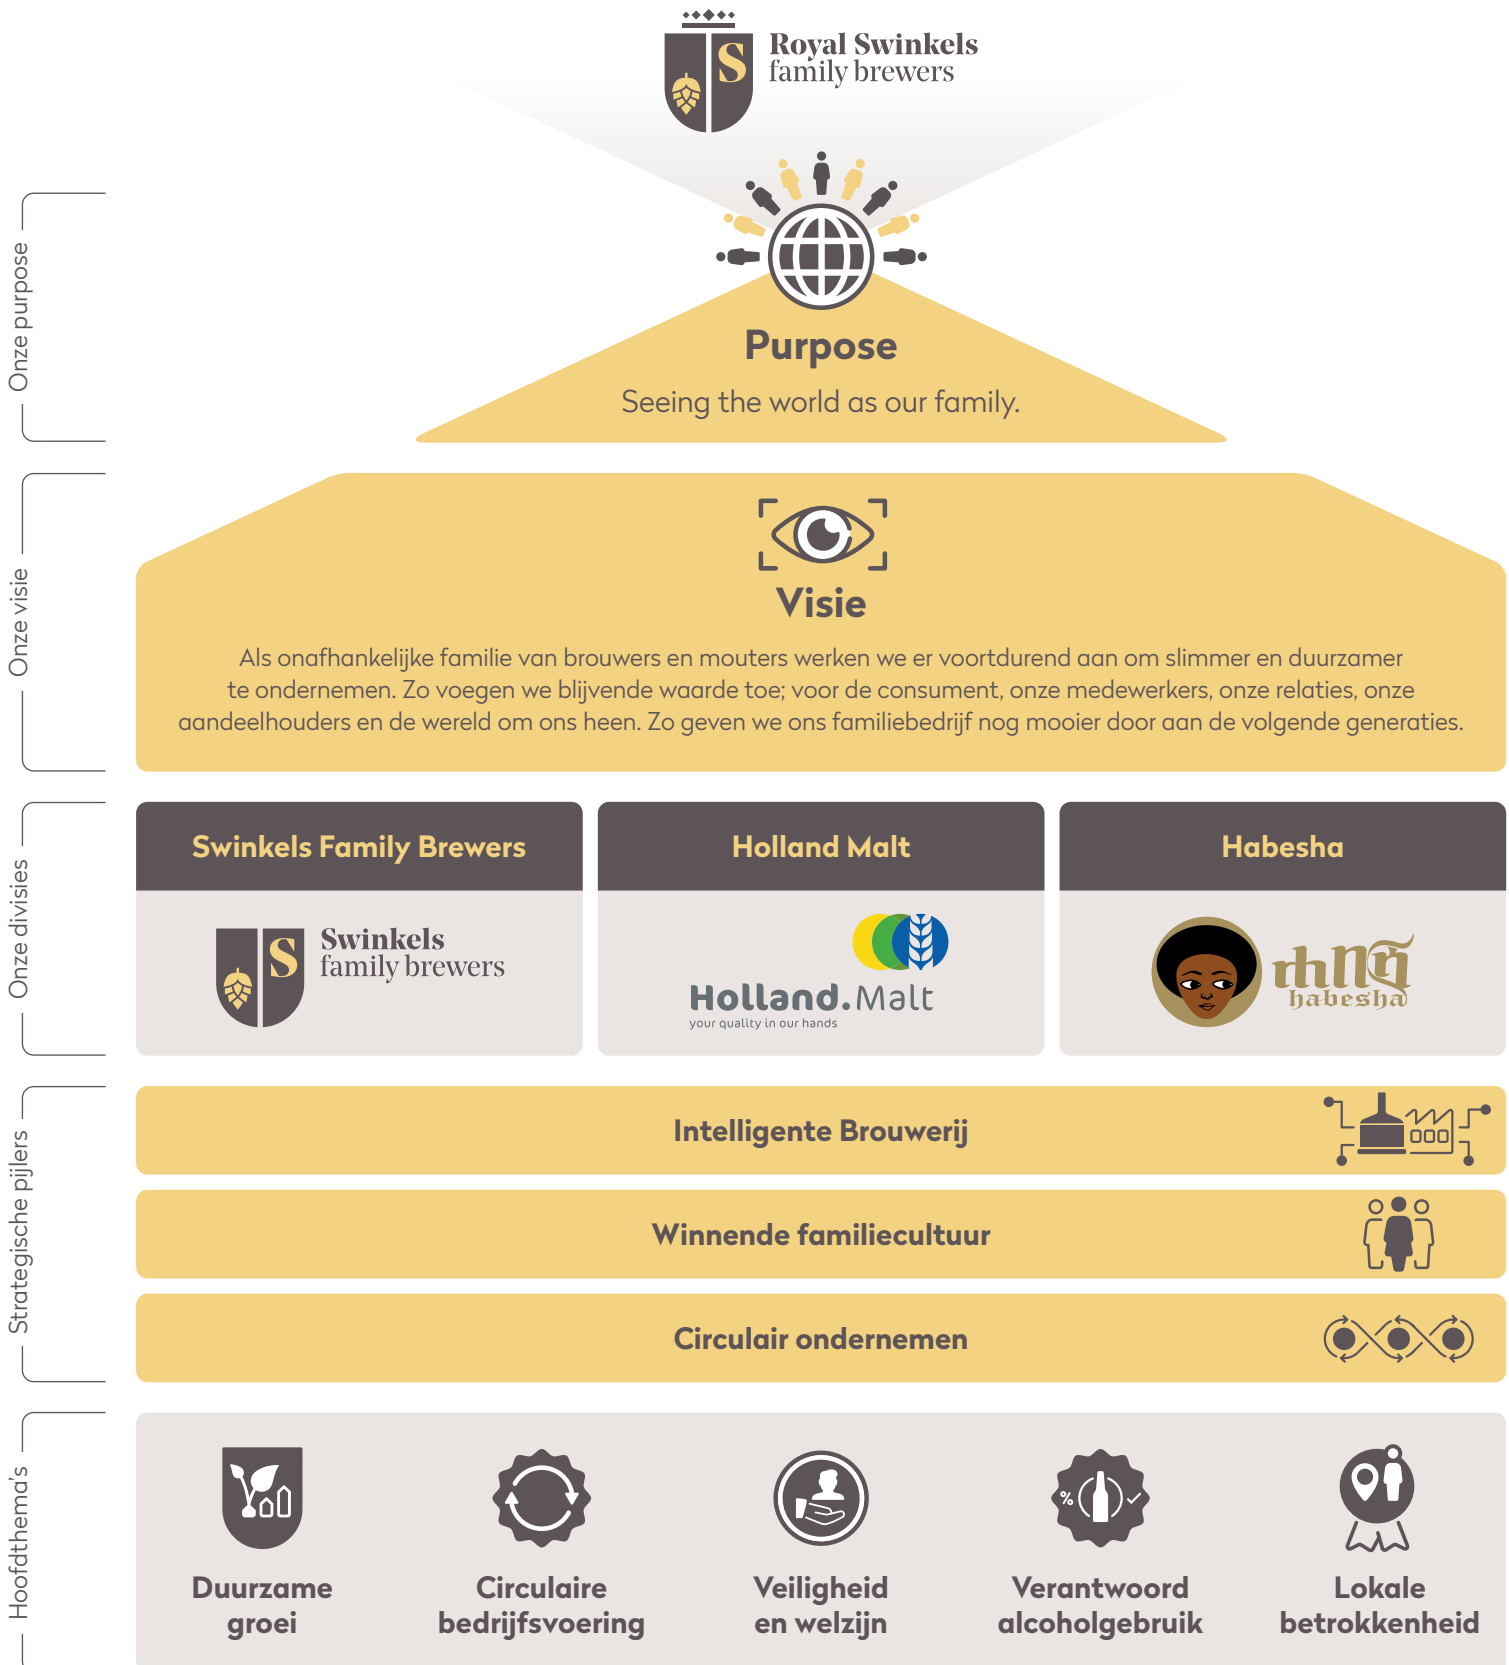 Royal Swinkels
family brewers
S
Onze purpose
Purpose
Seeing the world as our family.
Onze visie
Visie
Als onafhankelijke familie van brouwers en mouters werken we er voortdurend aan om slimmer en duurzamer
te ondernemen. Zo voegen we blijvende waarde toe; voor de consument, onze medewerkers, onze relaties, onze
aandeelhouders en de wereld om ons heen. Zo geven we ons familiebedrijf nog mooier door aan de volgende generaties.
Onze divisies
Swinkels Family Brewers
S
Swinkels
family brewers
Holland Malt
Holland.Malt
your quality in our hands
Habesha
habesha
Strategische pijlers
Intelligente Brouwerij
Winnende familiecultuur
Circulair ondernemen
Hoofdthema's
Duurzame
groei
Circulaire
bedrijfsvoering
Veiligheid
en welzijn
%
Verantwoord
alcoholgebruik
Lokale
betrokkenheid